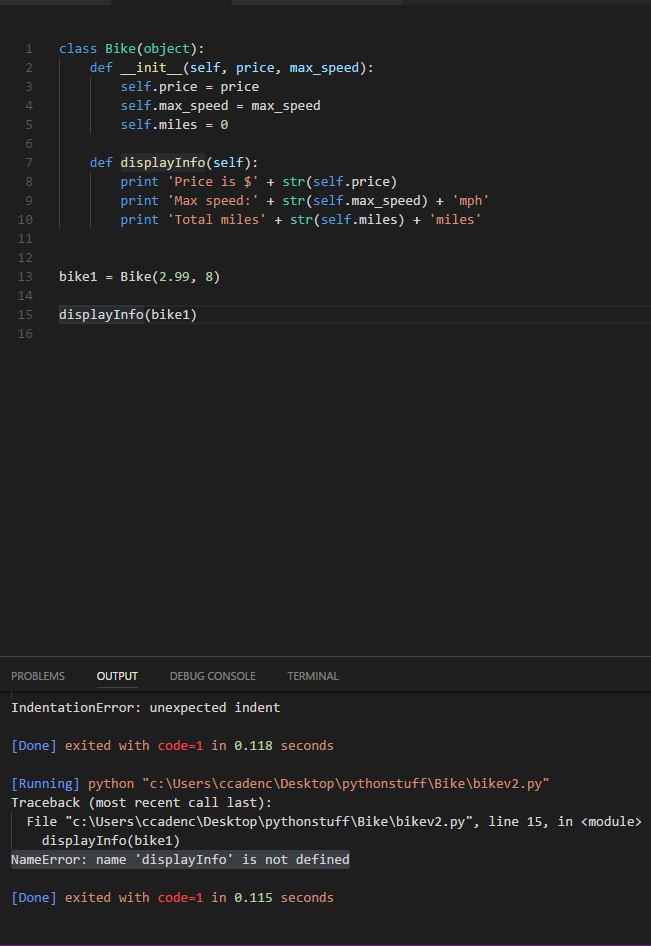 1 class Bike(object):
2 def __init__(self, price, max_speed):
3 self.price = price
4 self.max_speed = max_speed
5 self.miles = 0
6
7 def displayInfo(self):
8 print 'Price is $' + str(self.price)
9 print 'Max speed:' + str(self.max_speed) + 'mph'
10 print 'Total miles' + str(self.miles) + 'miles'
11
12
13 bike1 = Bike(2.99, 8)
14
15 displayInfo(bike1)
16
PROBLEMS OUTPUT DEBUG CONSOLE TERMINAL
IndentationError: unexpected indent
[Done] exited with code=1 in 0.118 seconds
[Running] python "c:\Users\ccadenc\Desktop\pythonstuff\Bike\bikev2.py"
Traceback (most recent call last):
File "c:\Users\ccadenc\Desktop\pythonstuff\Bike\bikev2.py", line 15, in <module>
displayInfo(bike1)
NameError: name 'displayInfo' is not defined
[Done] exited with code=1 in 0.115 seconds